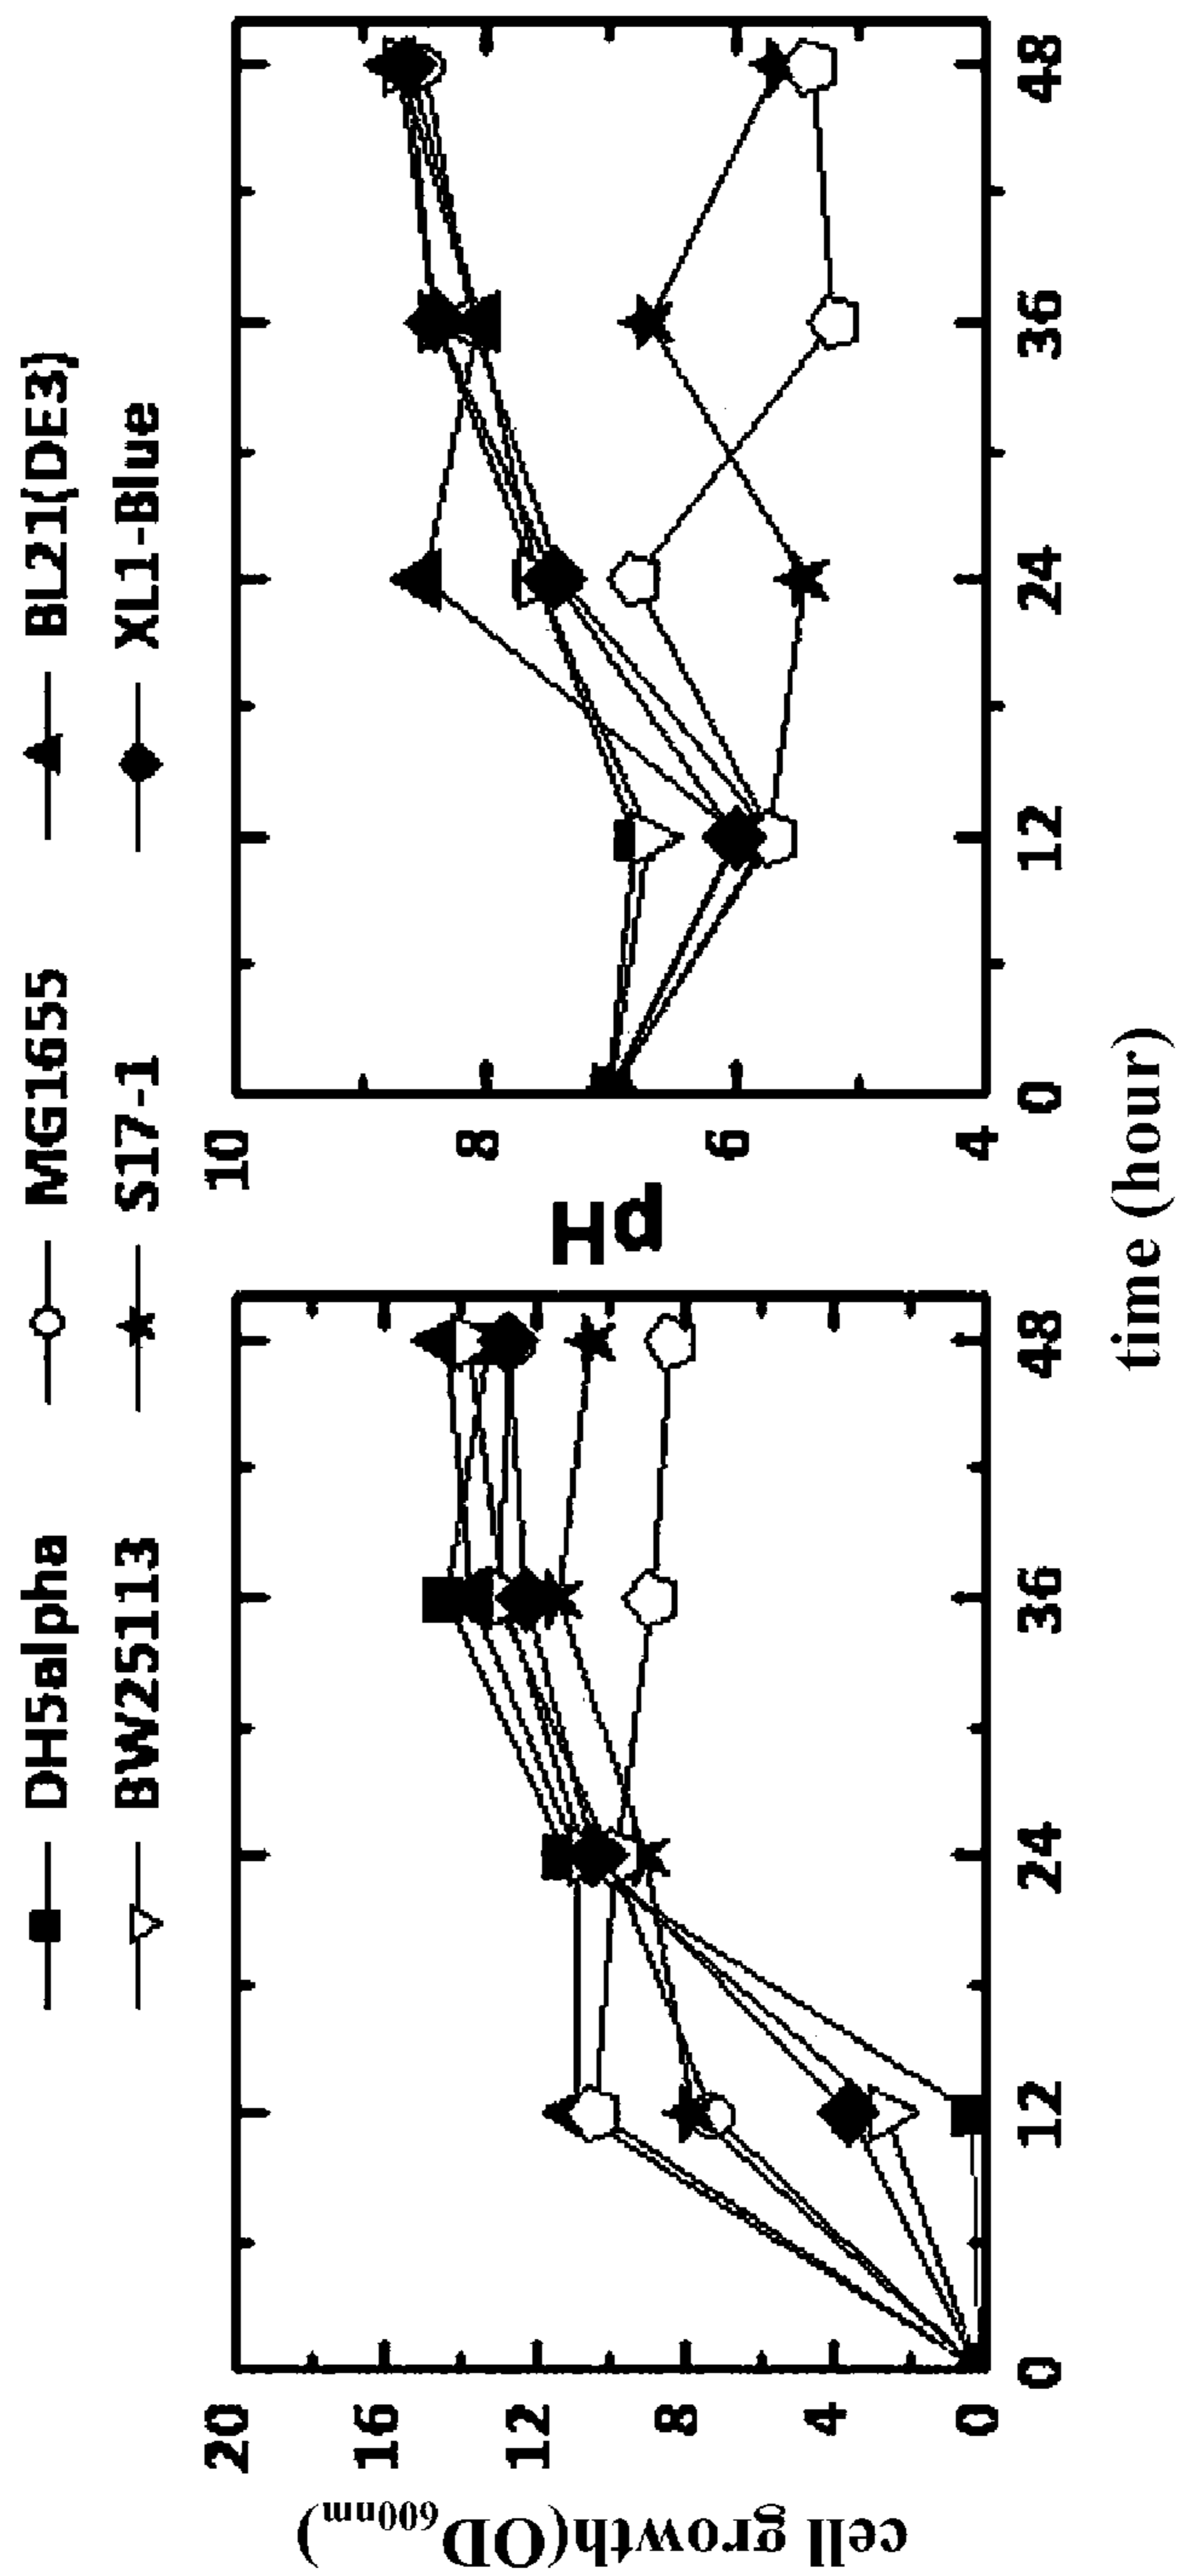 DH5alpha MG1655 BL21(DE3)
BW25113 S17-1 XL1-Blue
cell growth(OD600nm)
20
16
12
8
4
0
0 12 24 36 48
pH
10
8
6
4
0 12 24 36 48
time (hour)